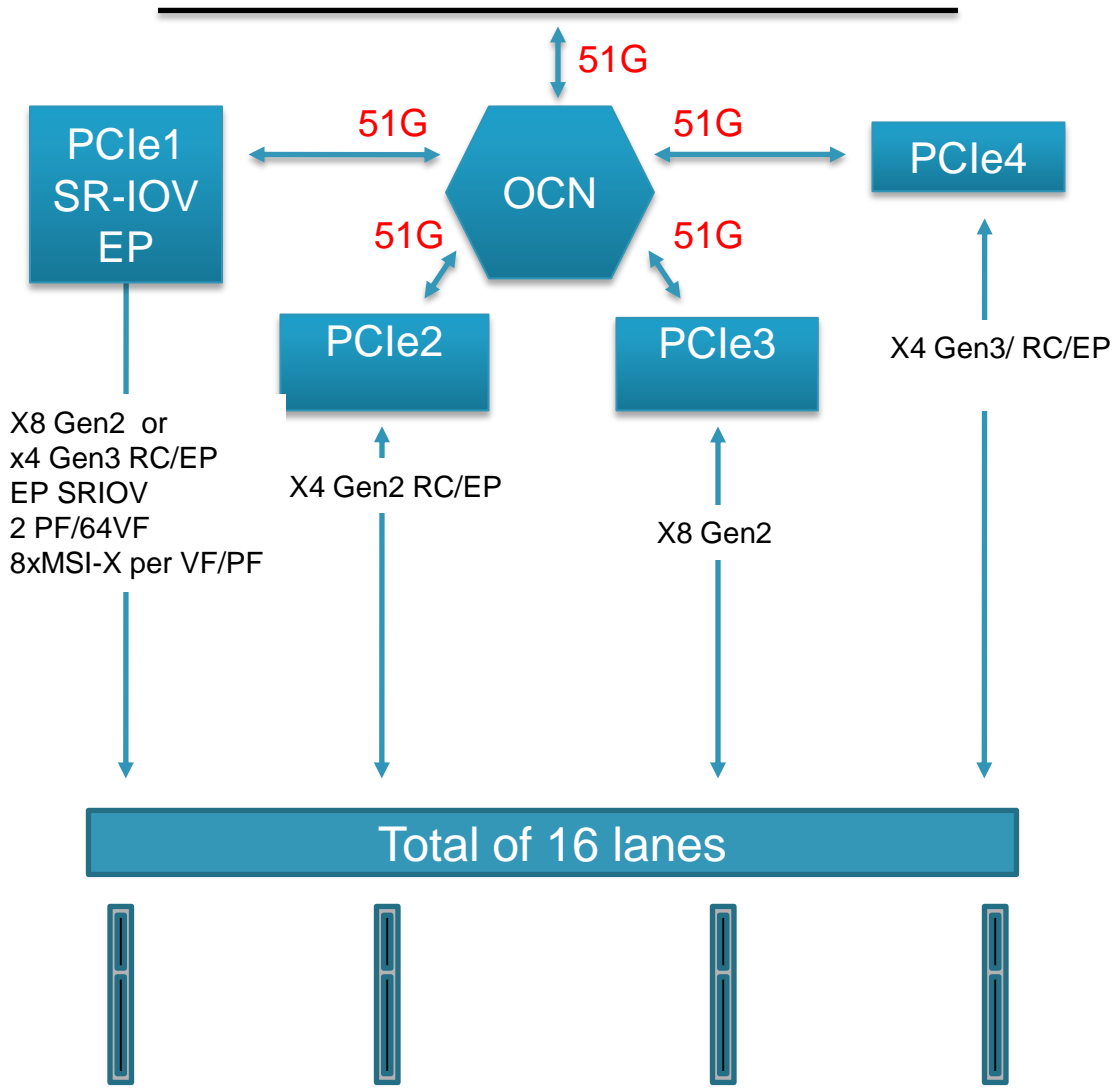 51G
51G
51G
PCIe1
SR-IOV
EP
OCN
PCIe4
51G
51G
PCIe2
PCIe3
X4 Gen3/ RC/EP
X8 Gen2 or
x4 Gen3 RC/EP
EP SRIOV
2 PF/64VF
8xMSI-X per VF/PF
X4 Gen2 RC/EP
X8 Gen2
Total of 16 lanes